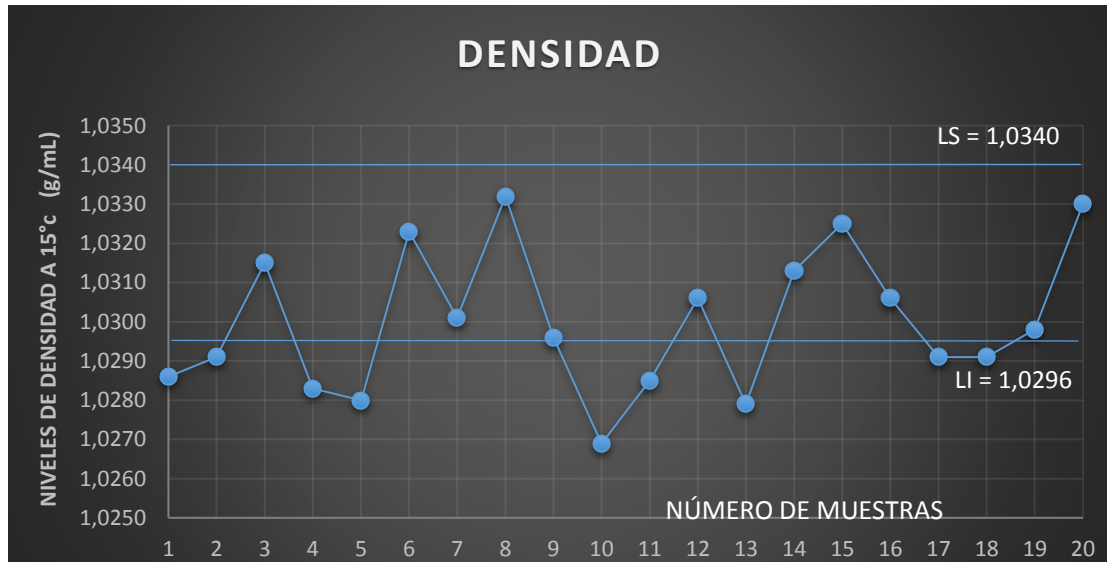 DENSIDAD
NIVELES DE DENSIDAD A 15°c (g/mL)
1,0350
1,0340
1,0330
1,0320
1,0310
1,0300
1,0290
1,0280
1,0270
1,0260
1,0250
LS = 1,0340
LI = 1,0296
NÚMERO DE MUESTRAS
1 2 3 4 5 6 7 8 9 10 11 12 13 14 15 16 17 18 19 20